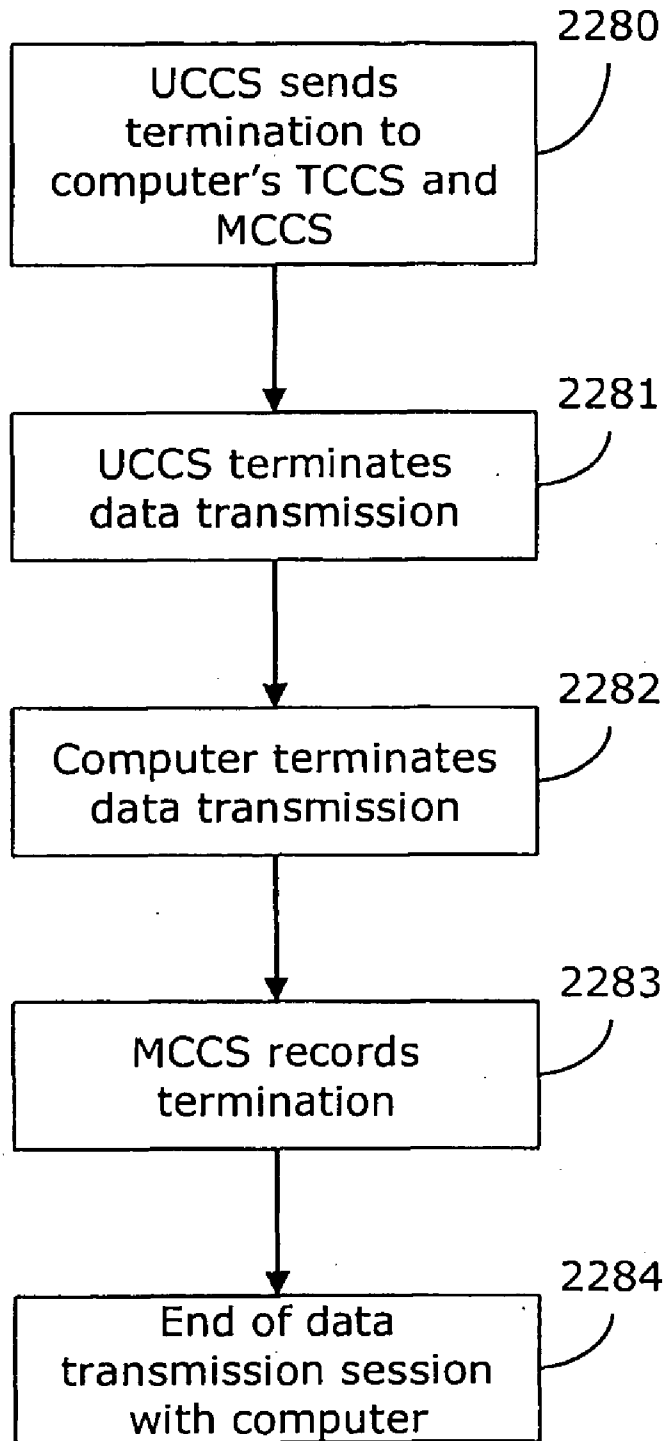 2280
UCCS sends
termination to
computer's TCCS and
MCCS
2281
UCCS terminates
data transmission
2282
Computer terminates
data transmission
2283
MCCS records
termination
2284
End of data
transmission session
with computer